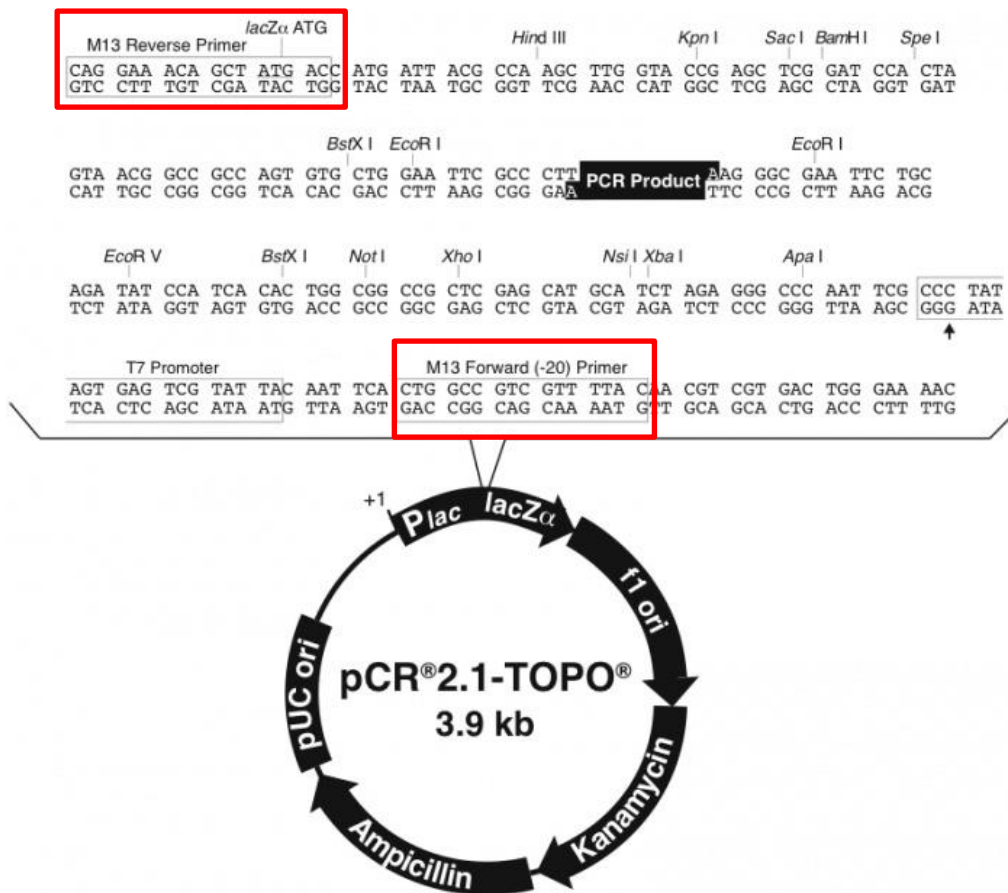 lacZα ATG
M13 Reverse Primer
Hind III Kpn I Sac I BamH I Spe I
CAG GAA ACA GCT ATG ACC ATG ATT ACG CCA AGC TTG GTA CCG AGC TCG GAT CCA CTA
GTC CTT TGT CGA TACT TGG TAC TAA TGC GGT TCG AAC CAT GGC TCG AGC CTA GGT GAT
BstX I EcoR I EcoR I
GTA ACG GCC GCC AGT GTG CTG GAA TTC GCC CTT PCR Product AAG GGC GAA TTC TGC
CAT TGC CGG CGG TCA CAC GAC CTT AAG CGG GAA TTC CCG CTT AAG ACG
EcoR V BstX I Not I Xho I Nsi I Xba I Apa I
AGA TAT CCA TCA CAC TGG CGG CCG CTC GAG CAT GCA TCT AGA GGG CCC AAT TCG CCC TAT
TCT ATA GGT AGT GTG ACC GCC GGC GAG CTC GTA CGT AGA TCT CCC GGG TTA AGC GGG ATA
T7 Promoter M13 Forward (-20) Primer
AGT GAG TCG TAT TAC AAT TCA CTG GCC GTC GTT TTA CAA CGT CGT GAC TGG GAA AAC
TCA CTC AGC ATA ATG TTA AGT GAC CGG CAG CAA AAT GTT GCA GCA CTG ACC CTT TTG
+1
Plac lacZα
f1 ori
pUC ori
pCR®2.1-TOPO®
3.9 kb
Kanamycin
Ampicillin